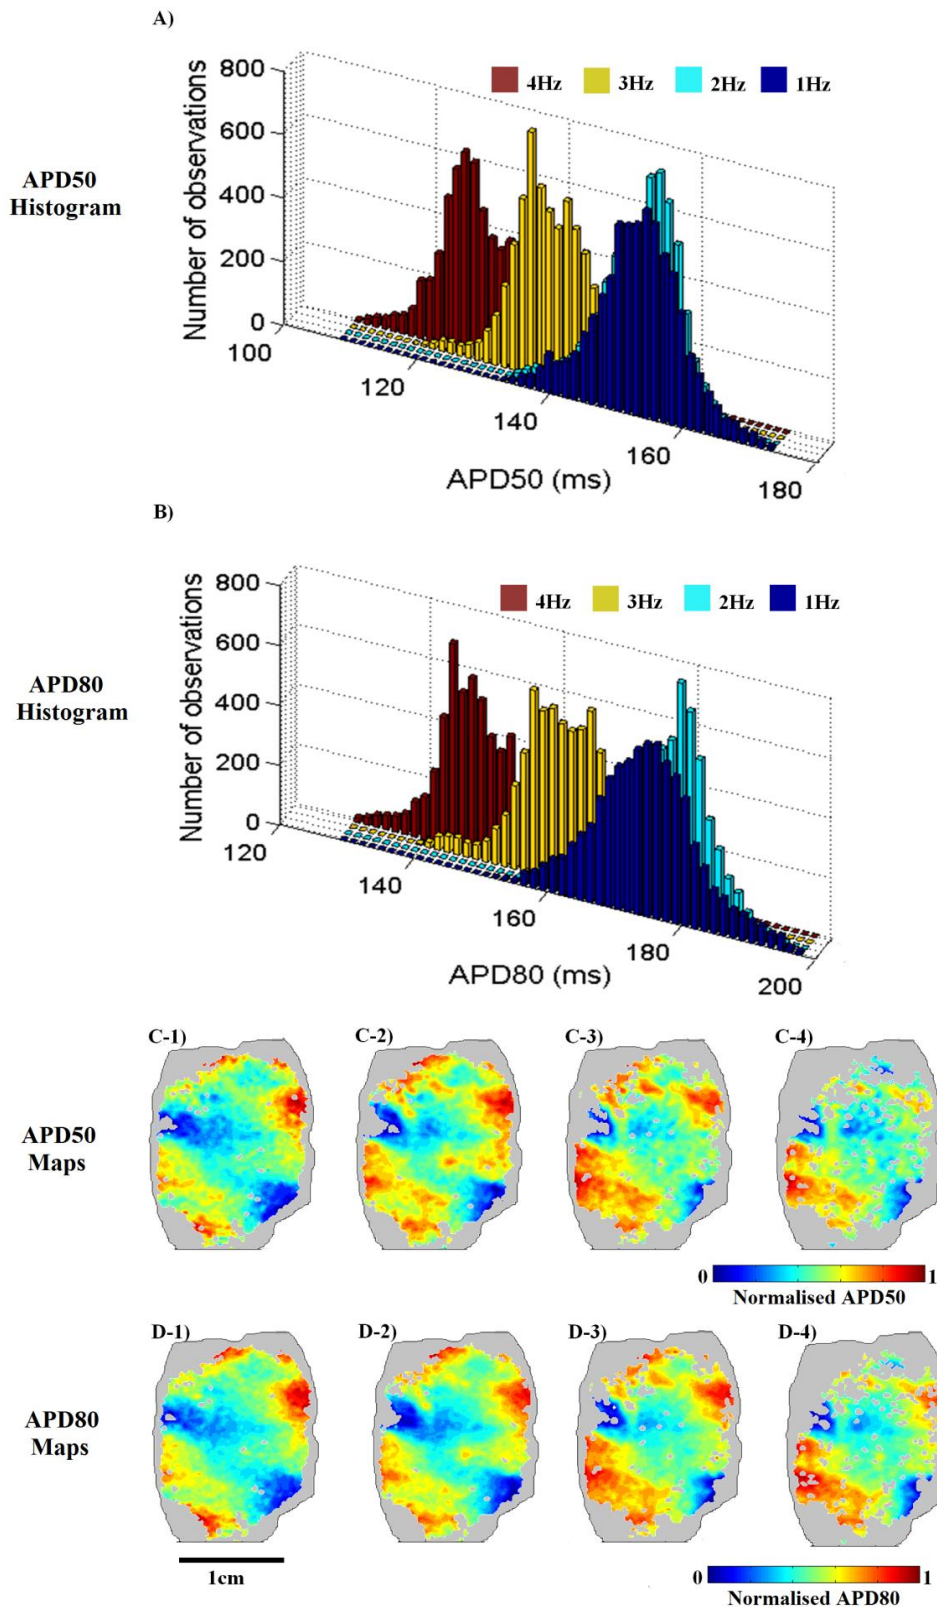 A)
APD50
Histogram
Number of observations
800
600
400
200
0
4Hz 3Hz 2Hz 1Hz
100 120 140 160 180
APD50 (ms)
B)
APD80
Histogram
Number of observations
800
600
400
200
0
4Hz 3Hz 2Hz 1Hz
120 140 160 180 200
APD80 (ms)
C-1) C-2) C-3) C-4)
APD50
Maps
0 1
Normalised APD50
D-1) D-2) D-3) D-4)
APD80
Maps
1cm
0 1
Normalised APD80